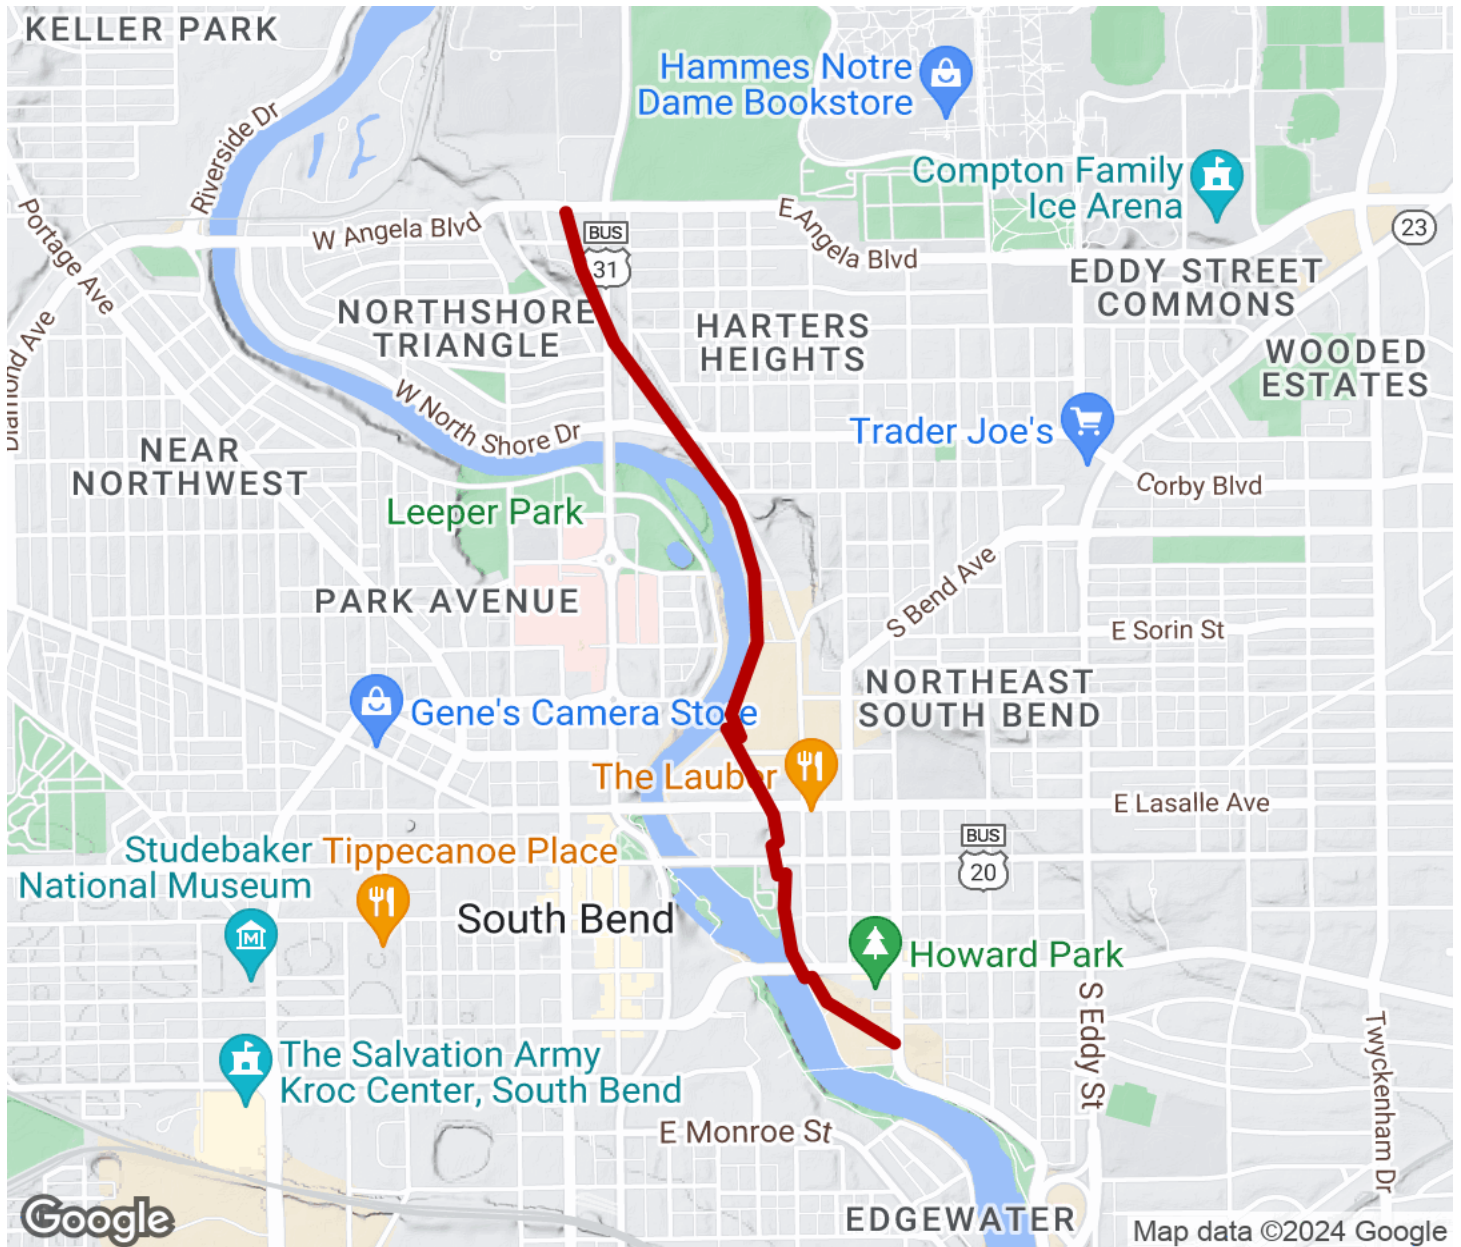 KELLER PARK
Hammes Notre
Dame Bookstore
Riverside Dr
Compton Family
Ice Arena
Portage Ave
W Angela Blvd
BUS
31
E Angela Blvd
23
EDDY STREET
COMMONS
NORTHSHORE
TRIANGLE
HARTERS
HEIGHTS
WOODED
ESTATES
Diamond Ave
W North Shore Dr
Trader Joe's
NEAR
NORTHWEST
Corby Blvd
Leeper Park
S Bend Ave
PARK AVENUE
E Sorin St
NORTHEAST
SOUTH BEND
Gene's Camera Store
The Lauber
E Lasalle Ave
BUS
20
Studebaker
National Museum
Tippecanoe Place
South Bend
Howard Park
S Eddy St
Twyckenham Dr
The Salvation Army
Kroc Center, South Bend
E Monroe St
EDGEWATER
Google
Map data ©2024 Google